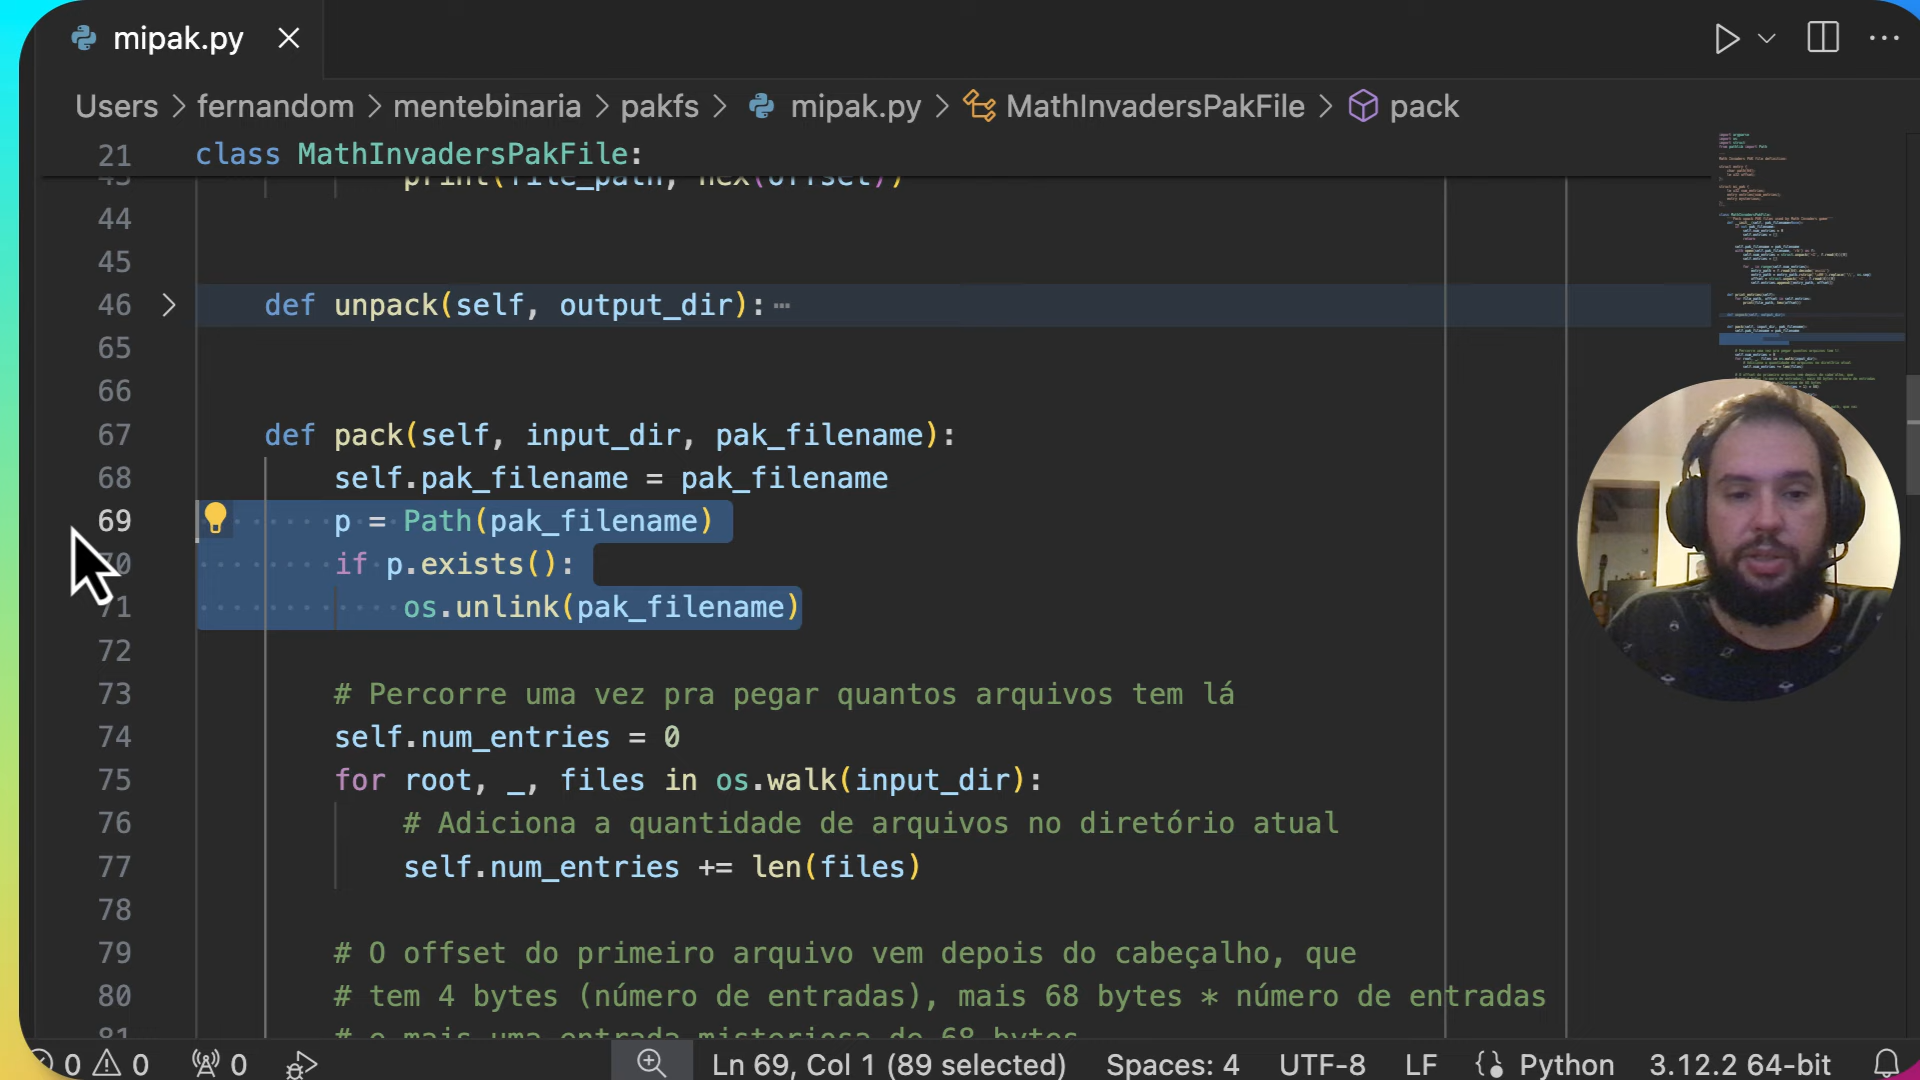 mipak.py
Users > fernandom > mentebinaria > pakfs > mipak.py > MathInvadersPakFile > pack
21 class MathInvadersPakFile:
43 print(file_path, hex(offset))
44
45
46 def unpack(self, output_dir):
65
66
67 def pack(self, input_dir, pak_filename):
68 self.pak_filename = pak_filename
69 p = Path(pak_filename)
70 if p.exists():
71 os.unlink(pak_filename)
72
73 # Percorre uma vez pra pegar quantos arquivos tem lá
74 self.num_entries = 0
75 for root, _, files in os.walk(input_dir):
76 # Adiciona a quantidade de arquivos no diretório atual
77 self.num_entries += len(files)
78
79 # O offset do primeiro arquivo vem depois do cabeçalho, que
80 # tem 4 bytes (número de entradas), mais 68 bytes * número de entradas
81 # e mais uma entrada misteriosa de 68 bytes
0 0 0 Ln 69, Col 1 (89 selected) Spaces: 4 UTF-8 LF Python 3.12.2 64-bit